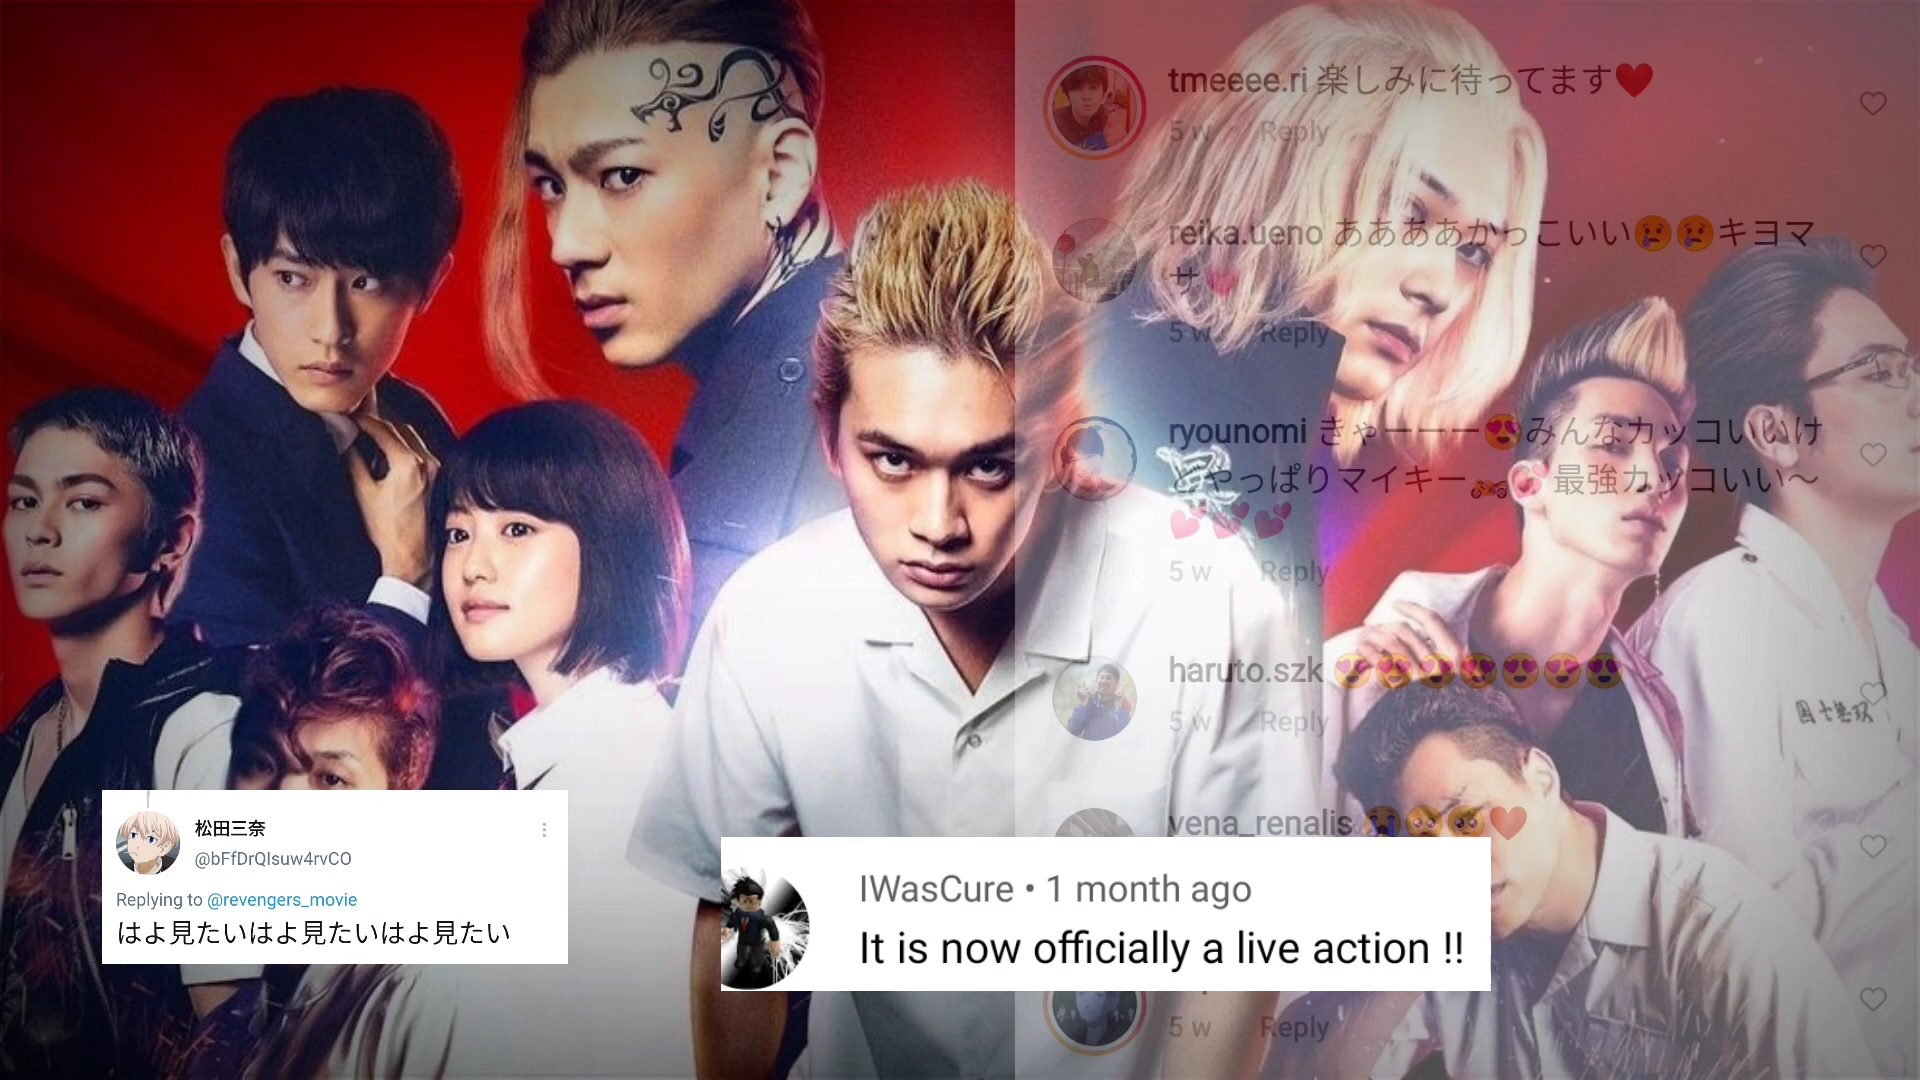 tmeeee.ri 楽しみに待ってます❤️
5 w Reply
reika.ueno ああああかっこいい😢😢キヨマ
サ❤️
5 w Reply
ryounomi きゃーーー😍みんなカッコいいけ
どやっぱりマイキー🏍️💕最強カッコいい〜
💕💕💕
5 w Reply
haruto.szk 😍😍😍😍😍😍😍
5 w Reply
国士無双
vena_renalis 😭🥺🥺❤️
松田三奈
@bFfDrQIsuw4rvCO
Replying to @revengers_movie
はよ見たいはよ見たいはよ見たい
IWasCure • 1 month ago
It is now officially a live action !!
5 w Reply